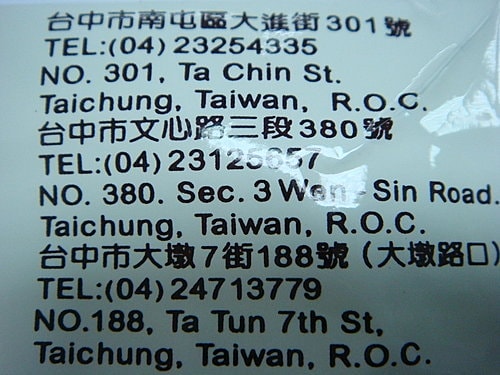 台中市南屯區大進街301號
TEL:(04) 23254335
NO. 301, Ta Chin St.
Taichung, Taiwan, R.O.C.
台中市文心路三段380號
TEL:(04) 23125657
NO. 380. Sec. 3 Wen-Sin Road.
Taichung, Taiwan, R.O.C.
台中市大墩7街188號 (大墩路口)
TEL:(04) 24713779
NO.188, Ta Tun 7th St,
Taichung, Taiwan, R.O.C.